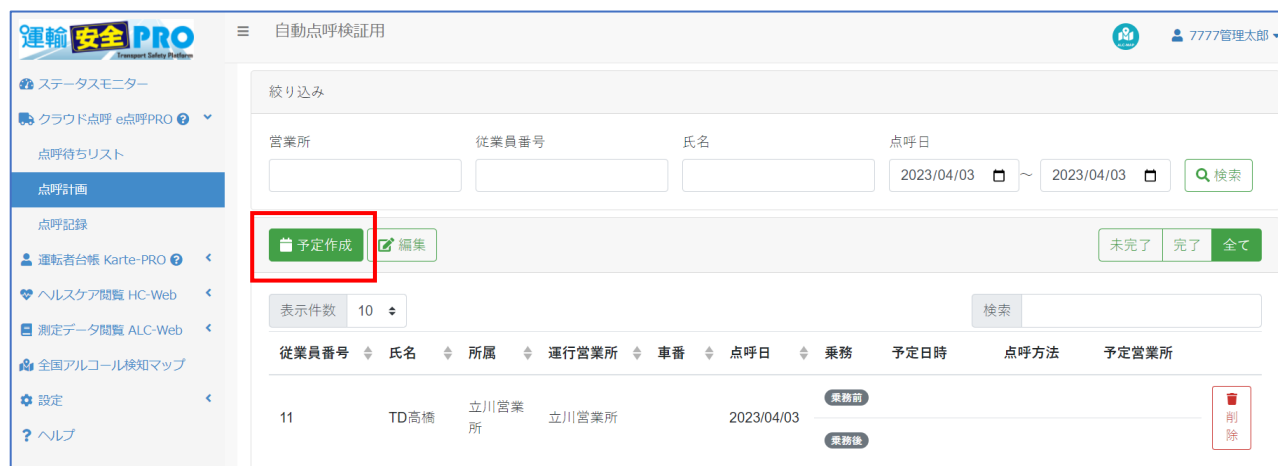 運輸安全PRO
Transport Safety Platform
自動点呼検証用
ALC-MAP
7777管理太郎
ステータスモニター
クラウド点呼 e点呼PRO
点呼待ちリスト
点呼計画
点呼記録
運転者台帳 Karte-PRO
ヘルスケア閲覧 HC-Web
測定データ閲覧 ALC-Web
全国アルコール検知マップ
設定
ヘルプ
絞り込み
営業所 従業員番号 氏名 点呼日
2023/04/03 ～ 2023/04/03 検索
予定作成 編集 未完了 完了 全て
表示件数 10 検索
従業員番号 氏名 所属 運行営業所 車番 点呼日 乗務 予定日時 点呼方法 予定営業所
11 TD高橋 立川営業所 立川営業所 2023/04/03 乗務前 乗務後 削除